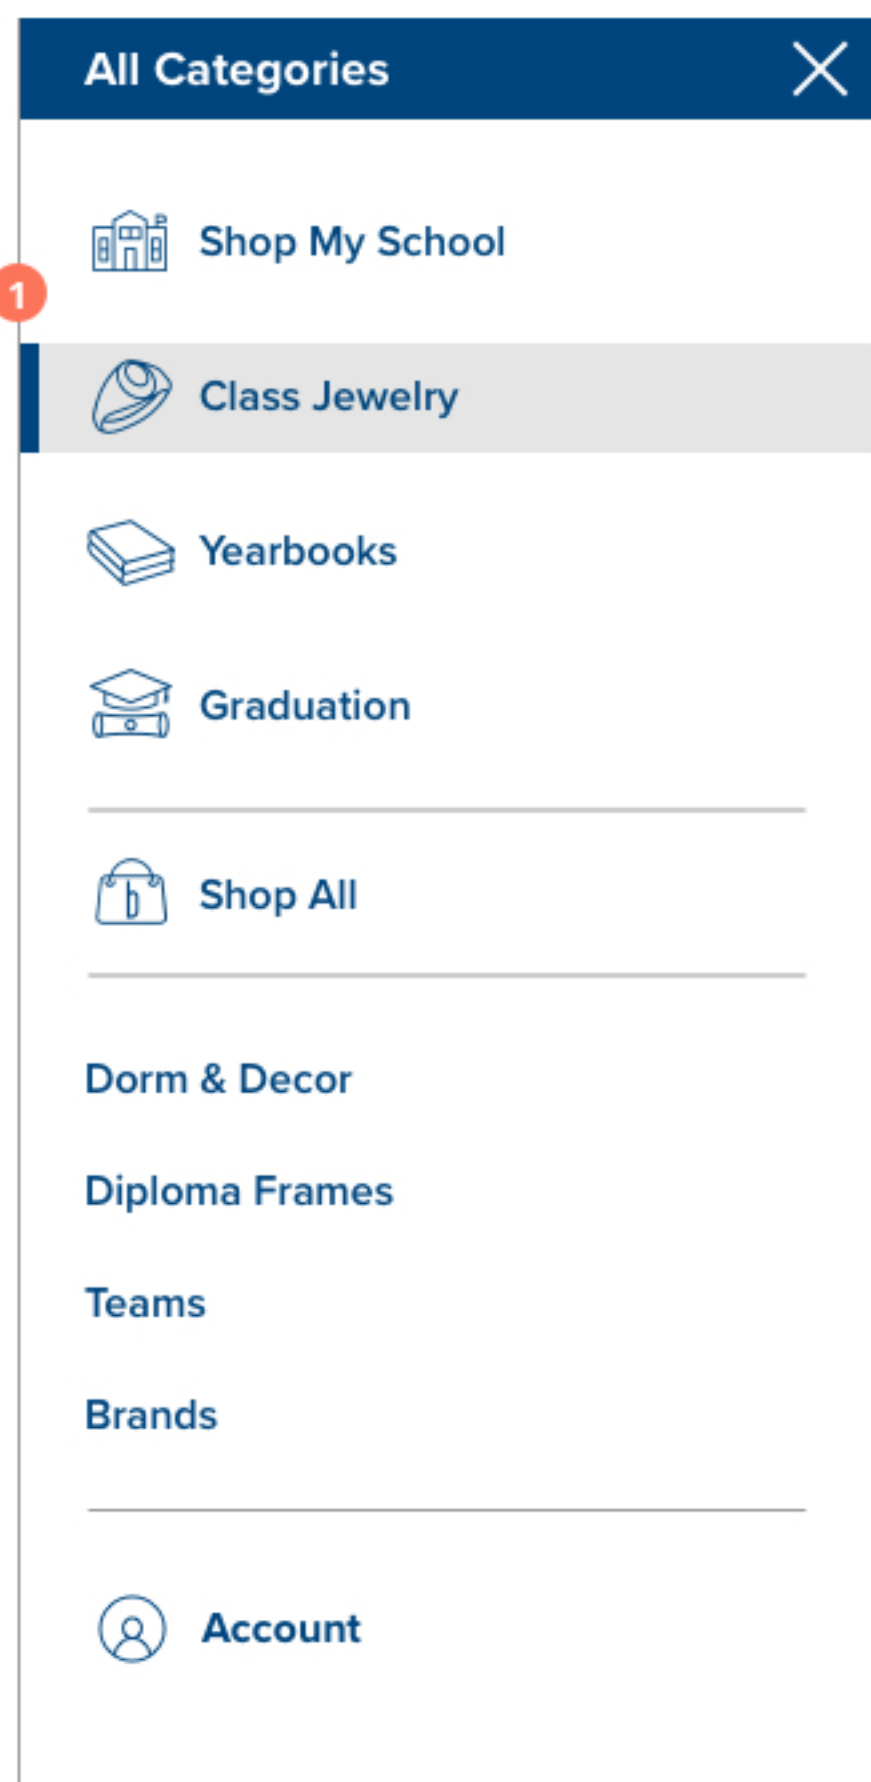 All Categories
Shop My School
1
Class Jewelry
Yearbooks
Graduation
b
Shop All
Dorm & Decor
Diploma Frames
Teams
Brands
Account